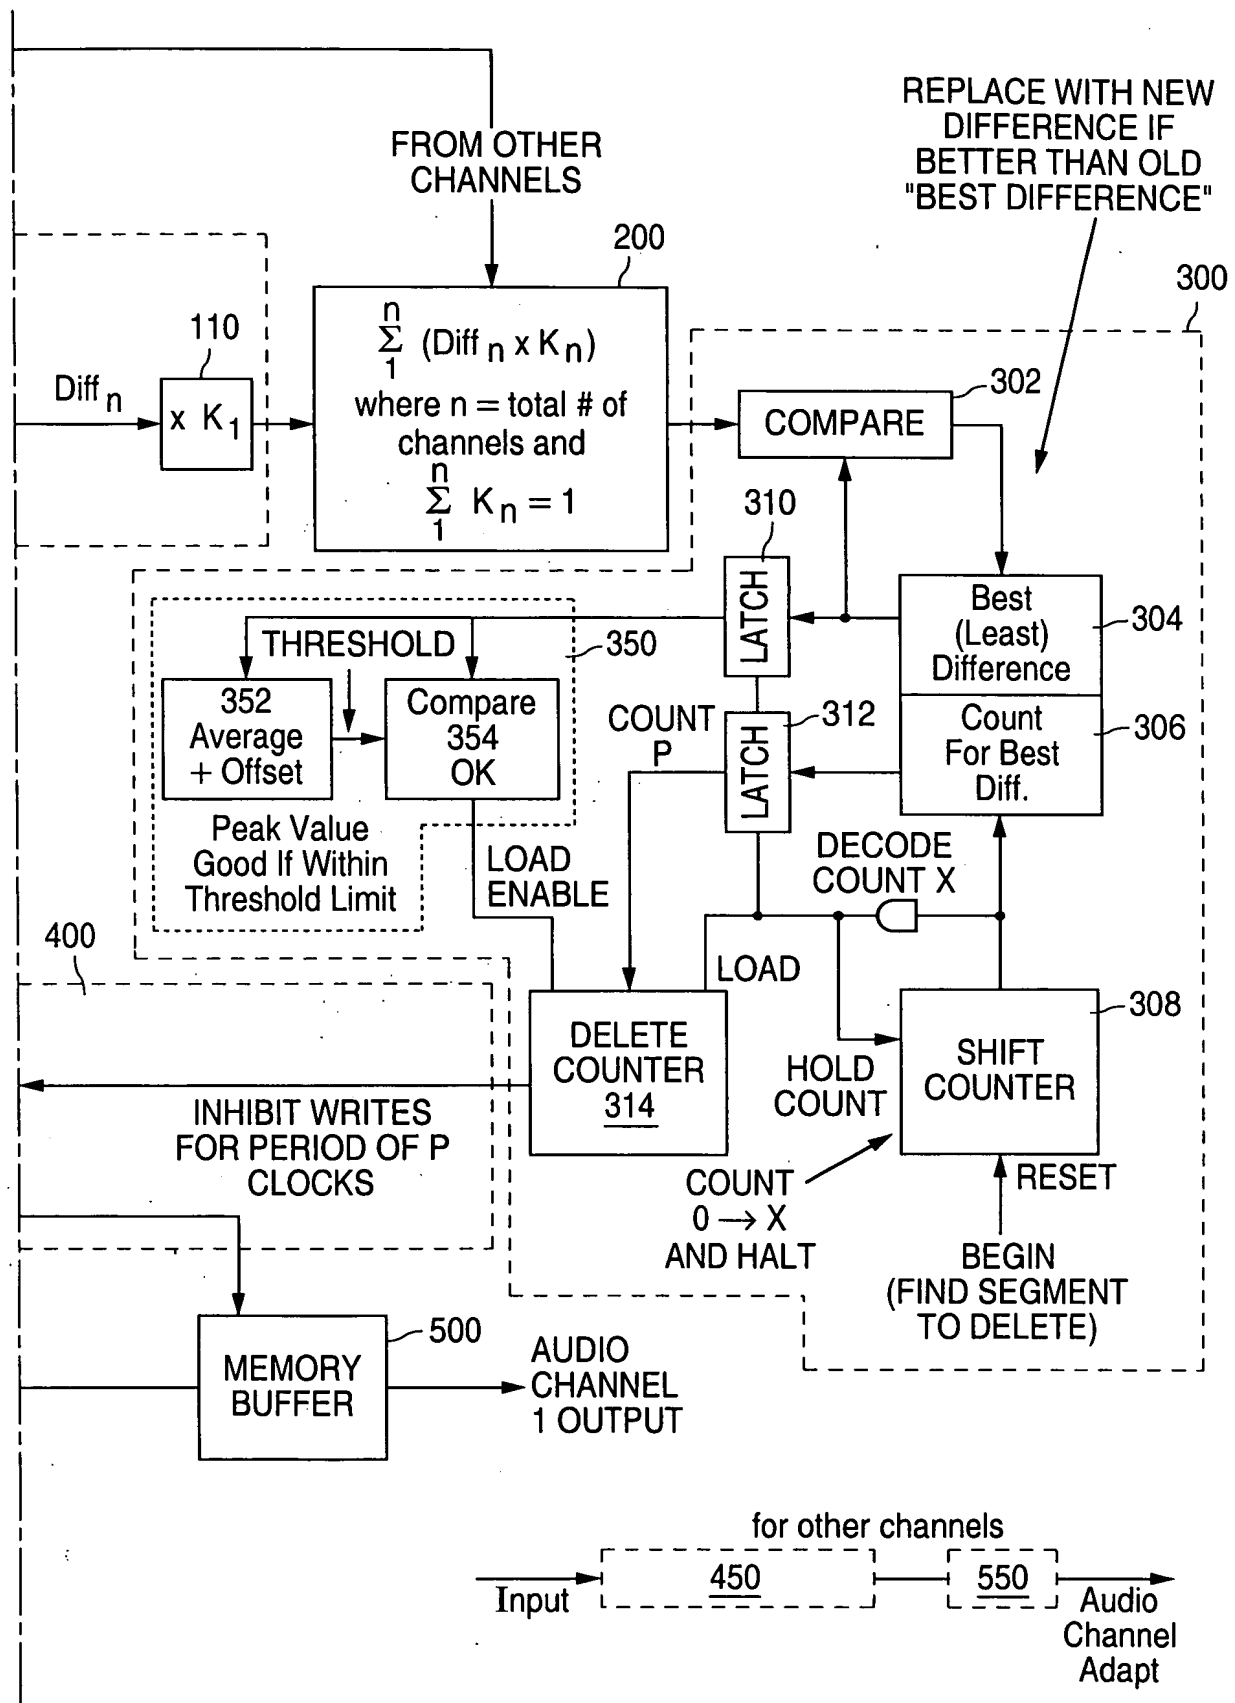 REPLACE WITH NEW
DIFFERENCE IF
BETTER THAN OLD
"BEST DIFFERENCE"
FROM OTHER
CHANNELS
200
300
110
Diff n
x K1
n
Σ (Diff n x K n)
1
where n = total # of
channels and
n
Σ K n = 1
1
302
COMPARE
310
LATCH
Best
(Least)
Difference
304
THRESHOLD
350
352
Average
+ Offset
Compare
354
OK
COUNT
P
312
LATCH
Count
For Best
Diff.
306
Peak Value
Good If Within
Threshold Limit
LOAD
ENABLE
DECODE
COUNT X
400
LOAD
DELETE
COUNTER
314
HOLD
COUNT
SHIFT
COUNTER
308
INHIBIT WRITES
FOR PERIOD OF P
CLOCKS
COUNT
0 → X
AND HALT
RESET
BEGIN
(FIND SEGMENT
TO DELETE)
500
MEMORY
BUFFER
AUDIO
CHANNEL
1 OUTPUT
for other channels
Input
450
550
Audio
Channel
Adapt